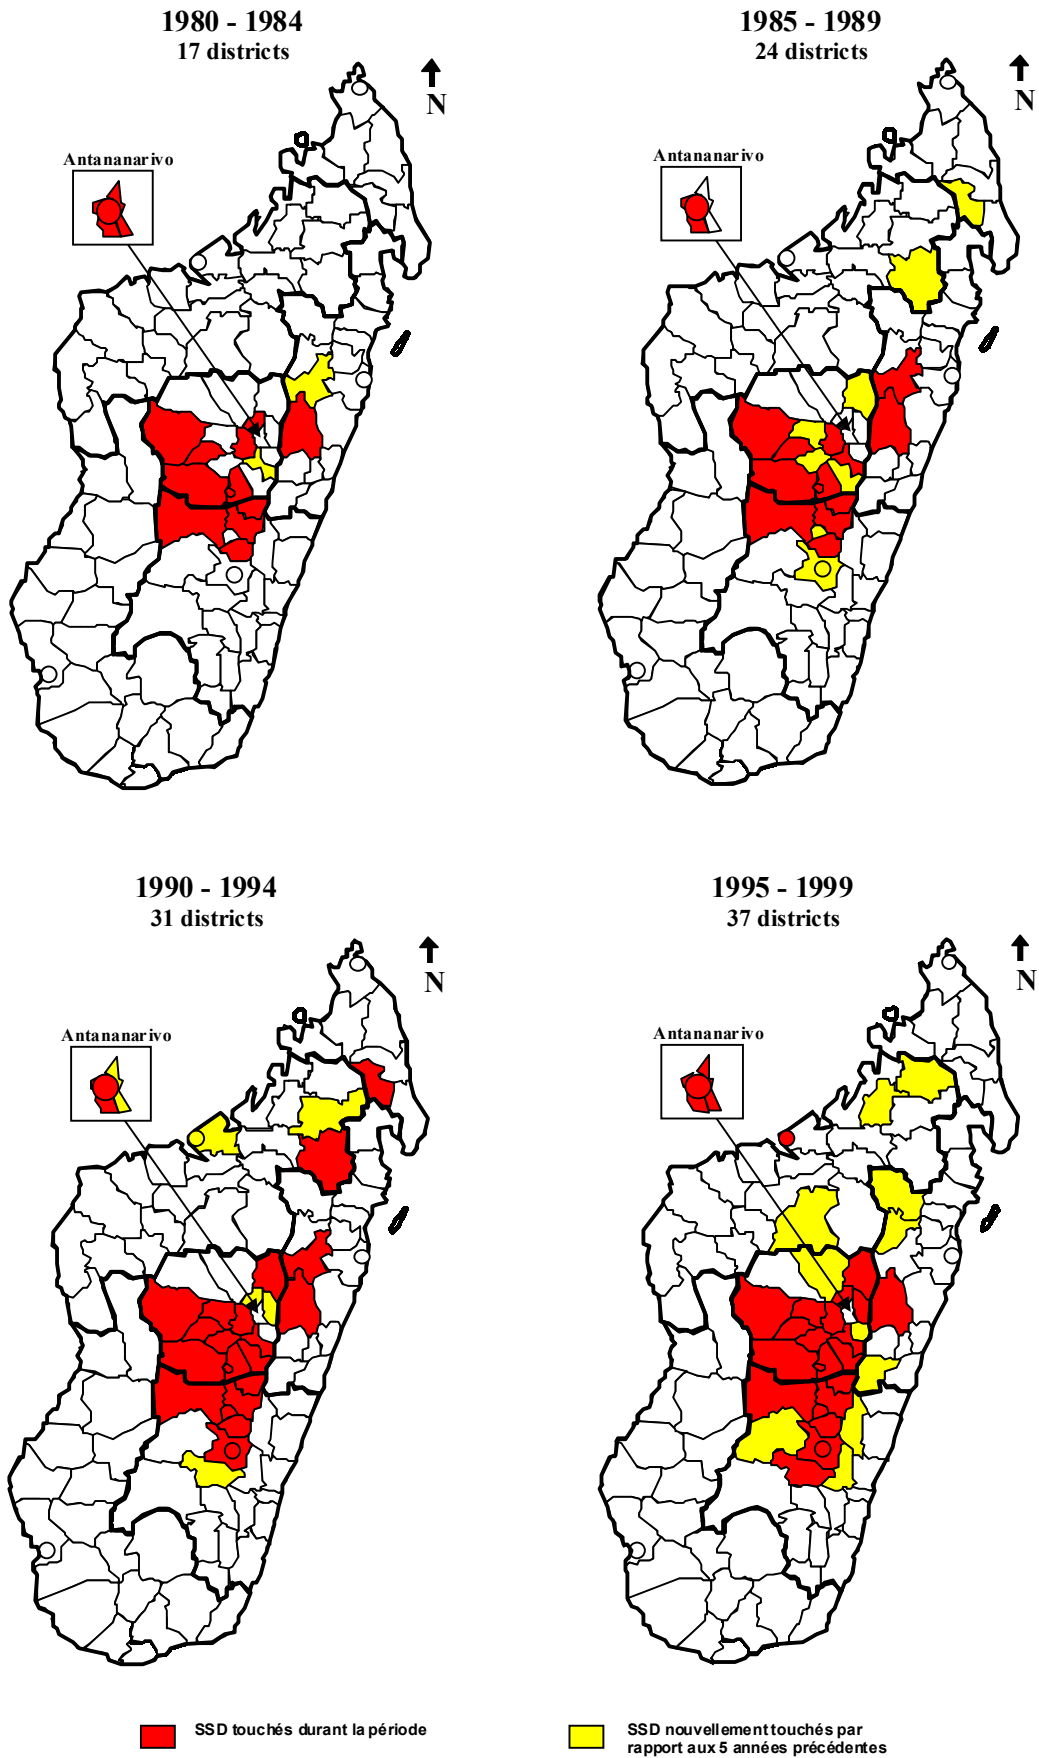 1980 - 1984
17 districts
N
Antananarivo
1985 - 1989
24 districts
N
Antananarivo
1990 - 1994
31 districts
N
Antananarivo
1995 - 1999
37 districts
N
Antananarivo
SSD touchés durant la période
SSD nouvellement touchés par
rapport aux 5 années précédentes